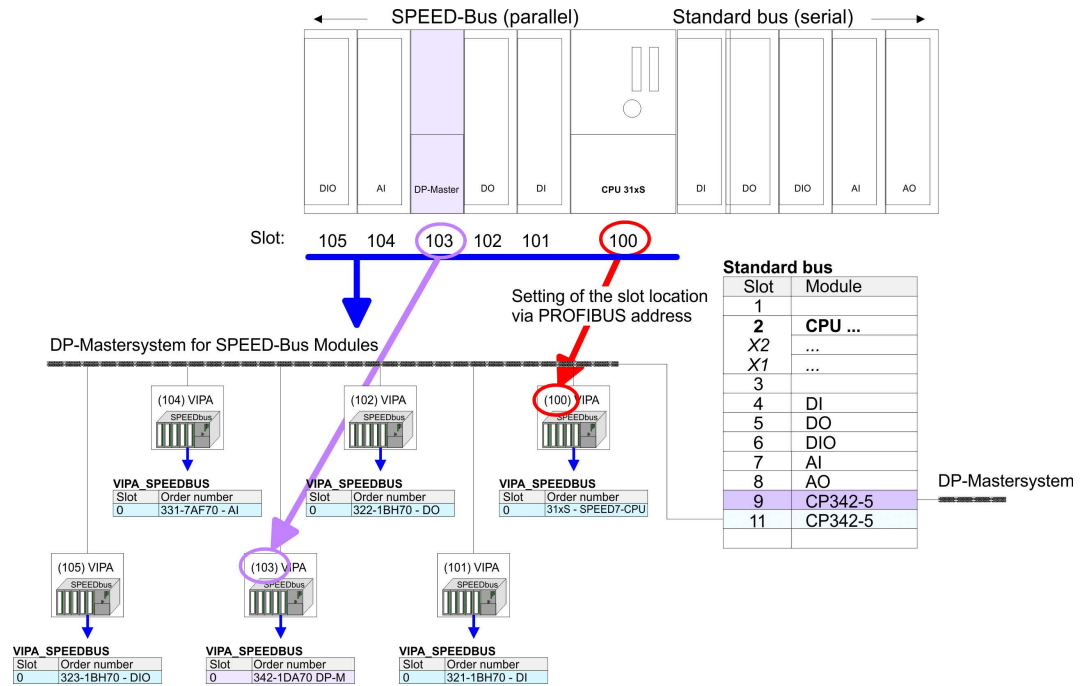 SPEED-Bus (parallel) Standard bus (serial)
DIO AI DP-Master DO DI CPU 31xS DI DO DIO AI AO
Slot: 105 104 103 102 101 100
Setting of the slot location
via PROFIBUS address
DP-Mastersystem for SPEED-Bus Modules
(104) VIPA
SPEEDbus
VIPA_SPEEDBUS
Slot Order number
0 331-7AF70 - AI
(102) VIPA
SPEEDbus
VIPA_SPEEDBUS
Slot Order number
0 322-1BH70 - DO
(100) VIPA
SPEEDbus
VIPA_SPEEDBUS
Slot Order number
0 31xS - SPEED7-CPU
(105) VIPA
SPEEDbus
VIPA_SPEEDBUS
Slot Order number
0 323-1BH70 - DIO
(103) VIPA
SPEEDbus
VIPA_SPEEDBUS
Slot Order number
0 342-1DA70 DP-M
(101) VIPA
SPEEDbus
VIPA_SPEEDBUS
Slot Order number
0 321-1BH70 - DI
Standard bus
Slot Module
1
2 CPU ...
X2 ...
X1 ...
3
4 DI
5 DO
6 DIO
7 AI
8 AO
9 CP342-5
11 CP342-5
DP-Mastersystem